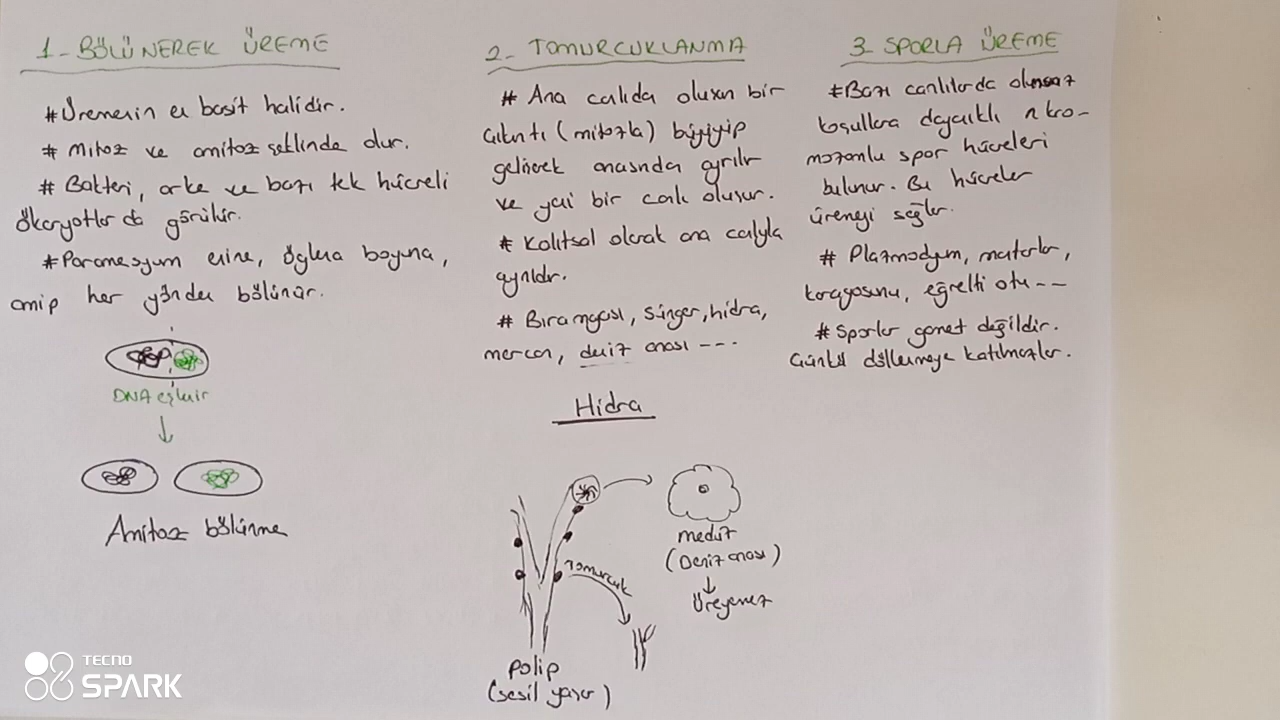 1- BÖLÜNEREK ÜREME
# Üremenin en basit halidir.
# Mitoz ve amitoz şeklinde olur.
# Bakteri, arke ve bazı tek hücreli
ökaryotlar da görülür.
# Paramesyum enine, öglena boyuna,
amip her yönden bölünür.
DNA eşlenir
Amitoz bölünme
2- TOMURCUKLANMA
# Ana canlıda oluşan bir
çıkıntı (mitozla) büyüyüp
gelişerek anasından ayrılır
ve yeni bir canlı oluşur.
# Kalıtsal olarak ana canlıyla
aynıdır.
# Bira mayası, sünger, hidra,
mercan, deniz anası ---
Hidra
Tomurcuk
polip
(sesil yaşar)
meduz
(Deniz anası)
Üreyemez
3- SPORLA ÜREME
# Bazı canlılarda olumsuz
koşullara dayanıklı n kro-
mozomlu spor hücreleri
bulunur. Bu hücreler
üremeyi sağlar.
# Plazmodyum, mantarlar,
karayosunu, eğrelti otu --
# Sporlar gamet değildir.
Çünkü döllenmeye katılmazlar.
TECNO
SPARK